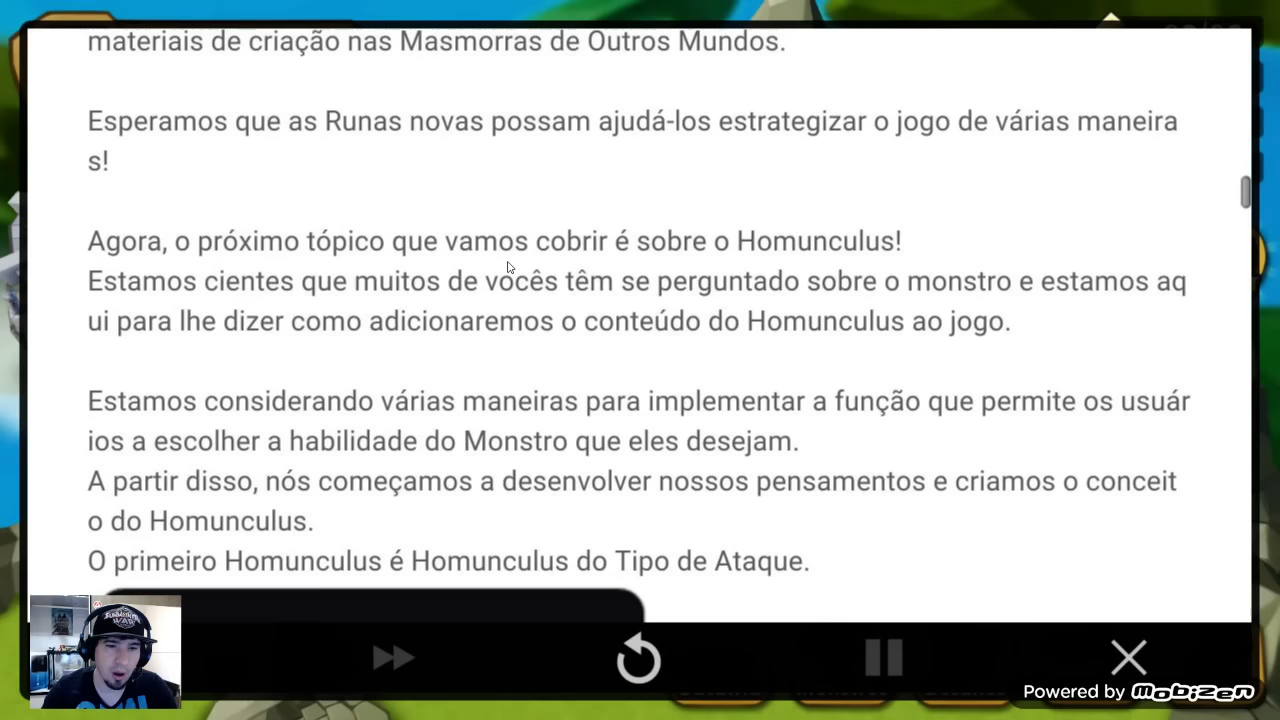 materiais de criação nas Masmorras de Outros Mundos.
Esperamos que as Runas novas possam ajudá-los estrategizar o jogo de várias maneira
s!
Agora, o próximo tópico que vamos cobrir é sobre o Homunculus!
Estamos cientes que muitos de vocês têm se perguntado sobre o monstro e estamos aq
ui para lhe dizer como adicionaremos o conteúdo do Homunculus ao jogo.
Estamos considerando várias maneiras para implementar a função que permite os usuár
ios a escolher a habilidade do Monstro que eles desejam.
A partir disso, nós começamos a desenvolver nossos pensamentos e criamos o conceit
o do Homunculus.
O primeiro Homunculus é Homunculus do Tipo de Ataque.
Powered by mobizen